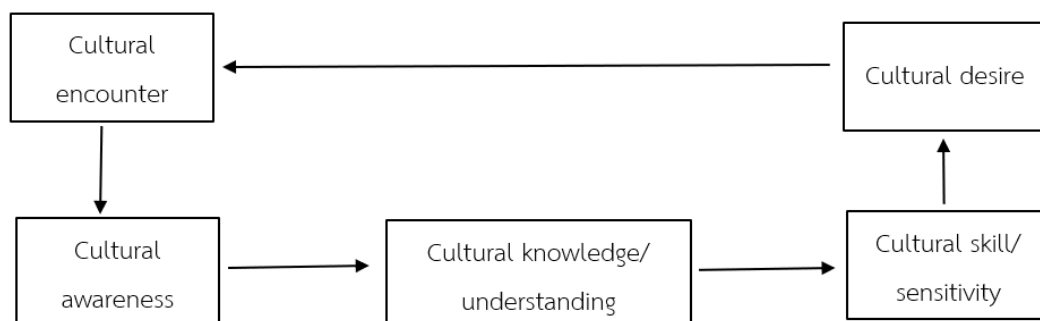 Cultural
encounter
Cultural desire
Cultural
awareness
Cultural knowledge/
understanding
Cultural skill/
sensitivity